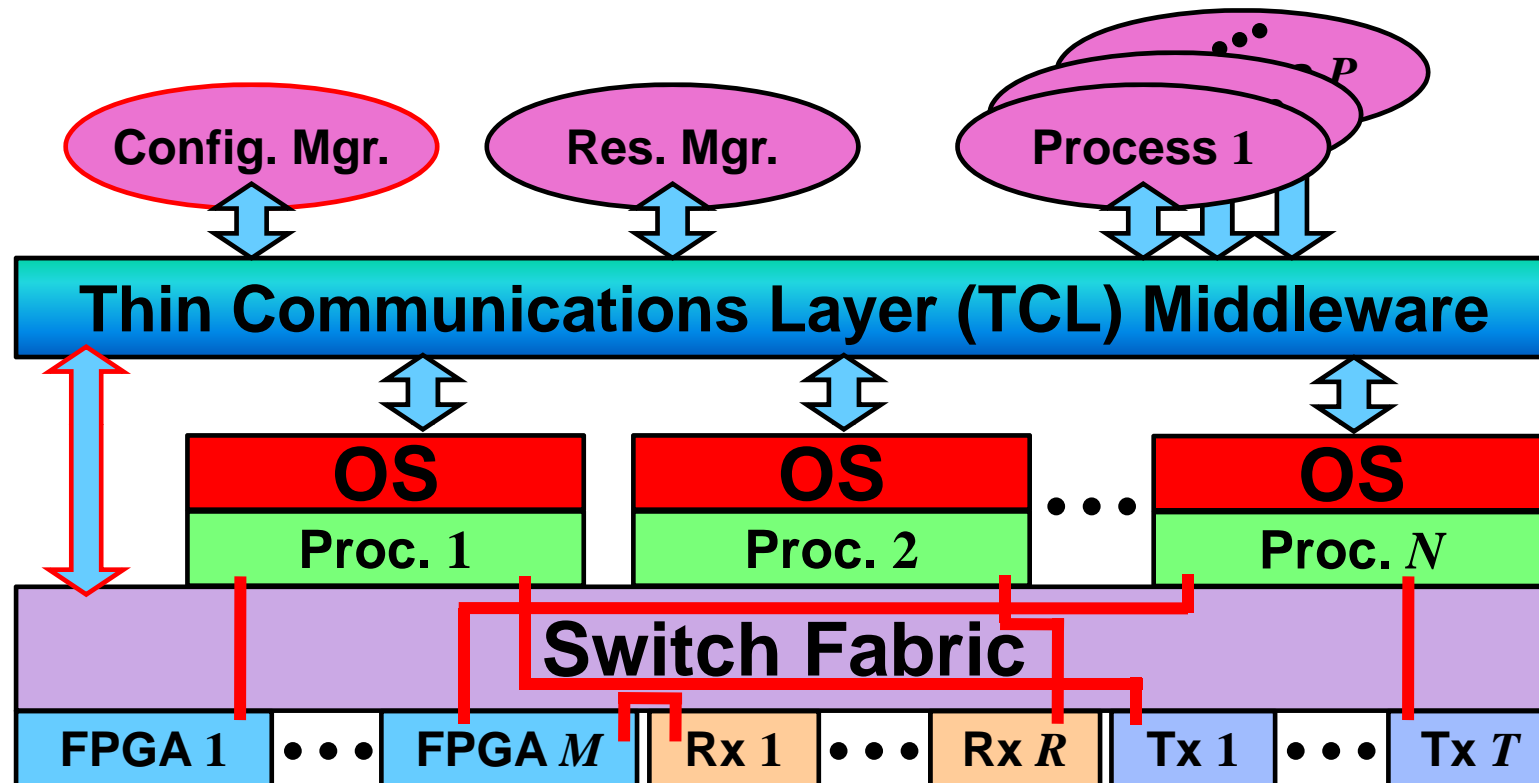 P
Config. Mgr.
Res. Mgr.
Process 1
Thin Communications Layer (TCL) Middleware
OS
OS
OS
Proc. 1
Proc. 2
Proc. N
Switch Fabric
FPGA 1
FPGA M
Rx 1
Rx R
Tx 1
Tx T